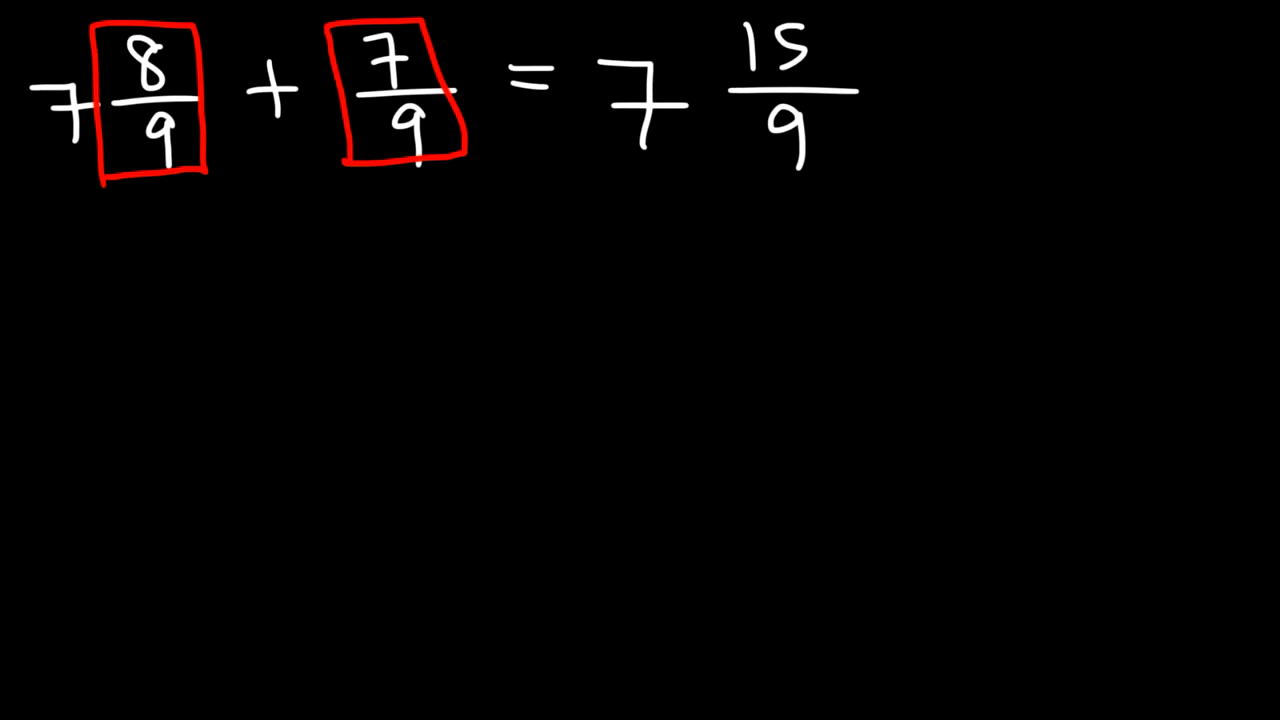 7 8/9 + 7/9 = 7 15/9